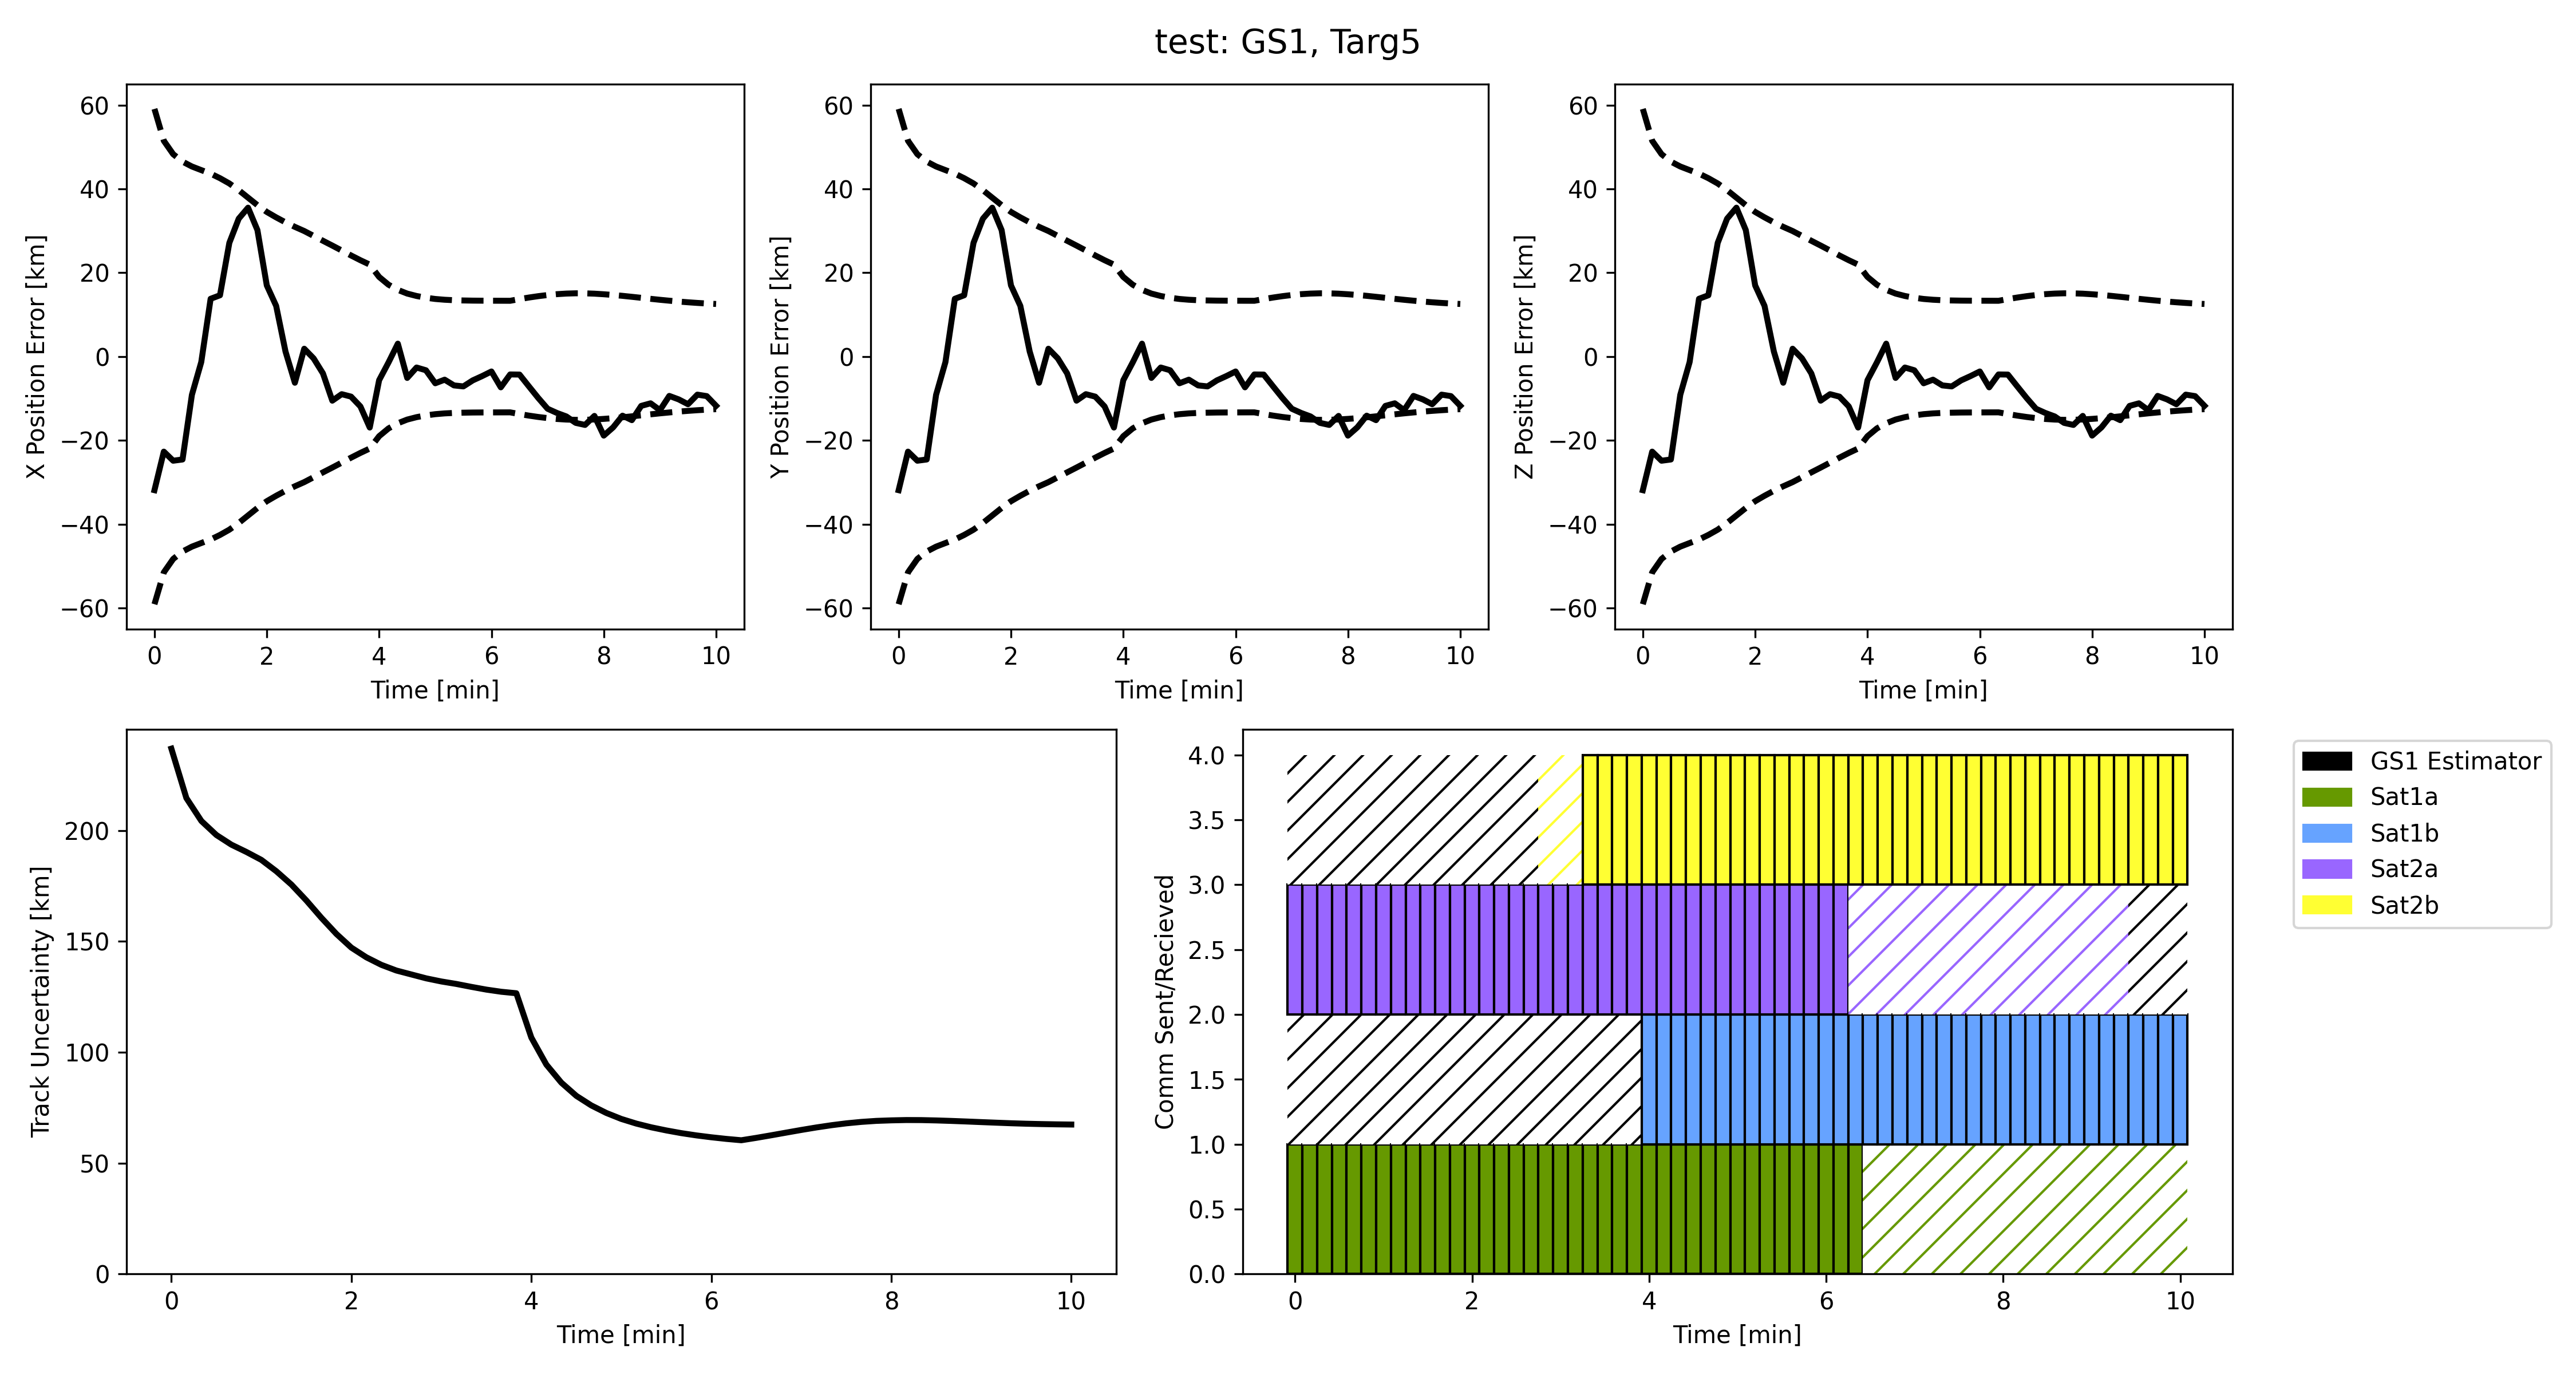 test: GS1, Targ5
60
40
20
0
−20
−40
−60
X Position Error [km]
0 2 4 6 8 10
Time [min]
60
40
20
0
−20
−40
−60
Y Position Error [km]
0 2 4 6 8 10
Time [min]
60
40
20
0
−20
−40
−60
Z Position Error [km]
0 2 4 6 8 10
Time [min]
200
150
100
50
0
Track Uncertainty [km]
0 2 4 6 8 10
Time [min]
4.0
3.5
3.0
2.5
2.0
1.5
1.0
0.5
0.0
Comm Sent/Recieved
0 2 4 6 8 10
Time [min]
GS1 Estimator
Sat1a
Sat1b
Sat2a
Sat2b